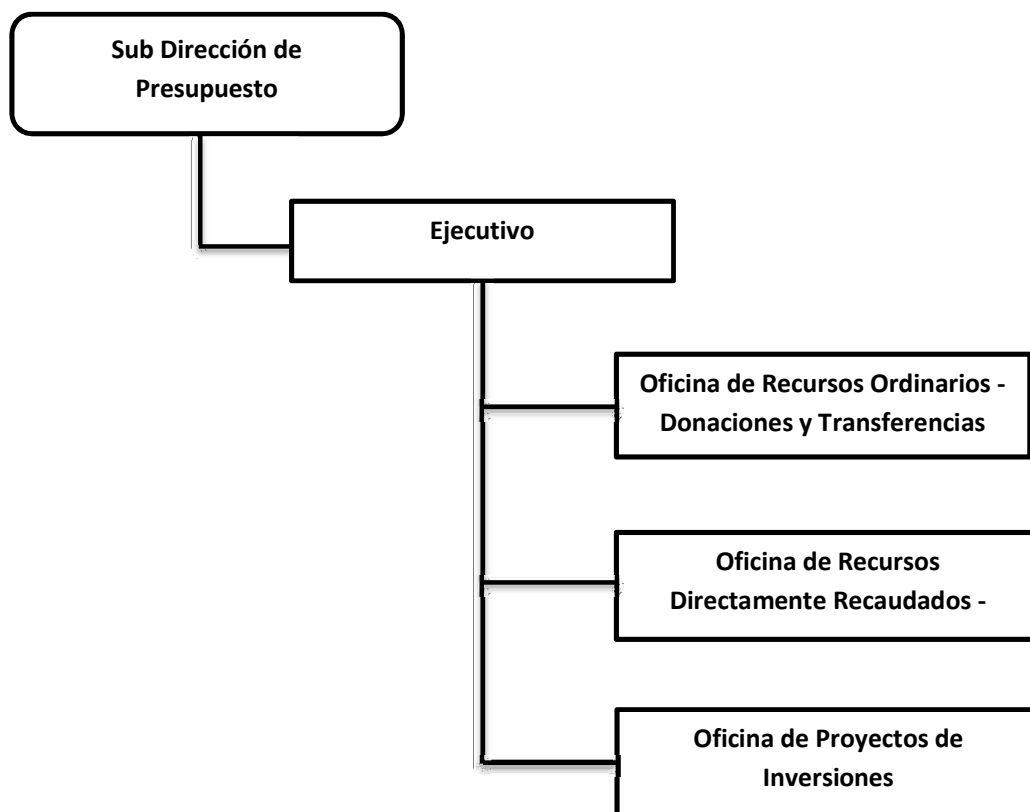 Sub Dirección de
Presupuesto
Ejecutivo
Oficina de Recursos Ordinarios -
Donaciones y Transferencias
Oficina de Recursos
Directamente Recaudados -
Oficina de Proyectos de
Inversiones